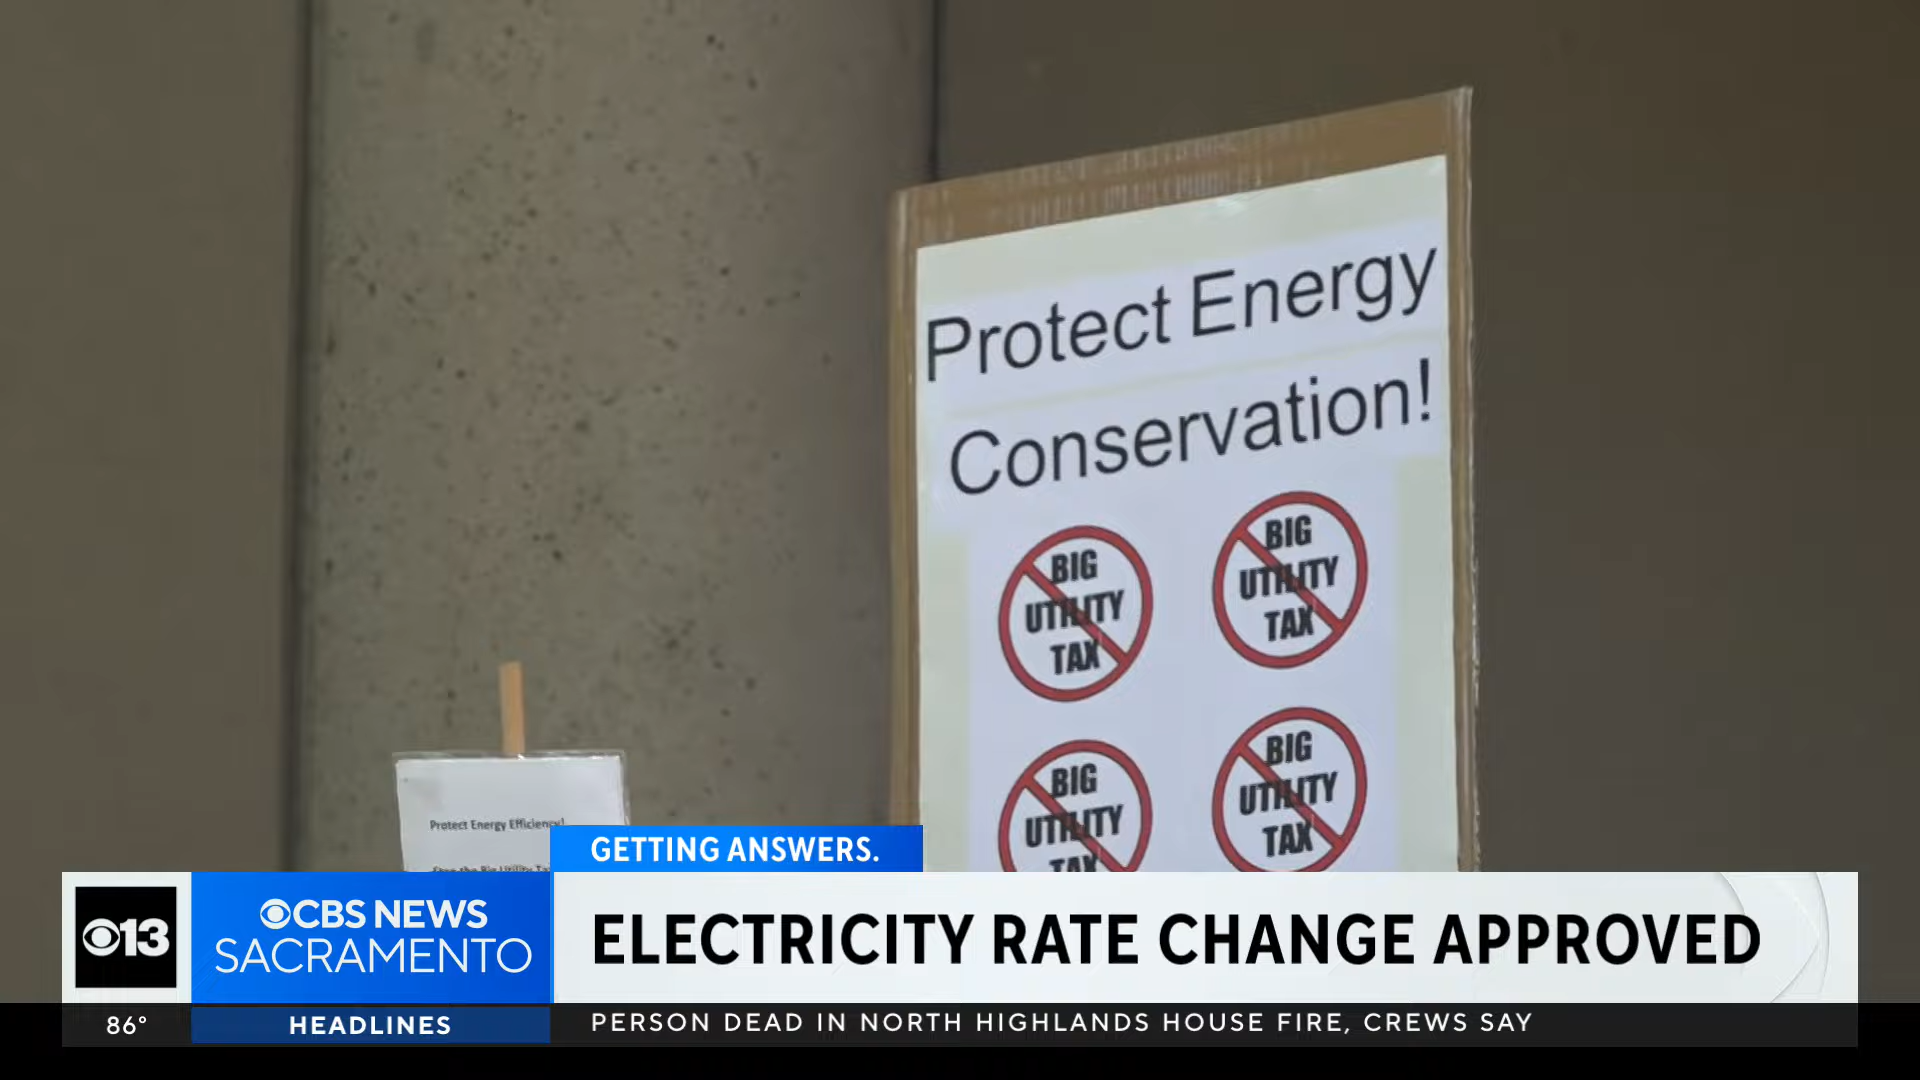 Protect Energy
Conservation!
BIG
UTILITY
TAX
BIG
UTILITY
TAX
BIG
UTILITY
TAX
BIG
UTILITY
TAX
Protect Energy Efficiency!
GETTING ANSWERS.
13
CBS NEWS
SACRAMENTO
ELECTRICITY RATE CHANGE APPROVED
86°
HEADLINES
PERSON DEAD IN NORTH HIGHLANDS HOUSE FIRE, CREWS SAY